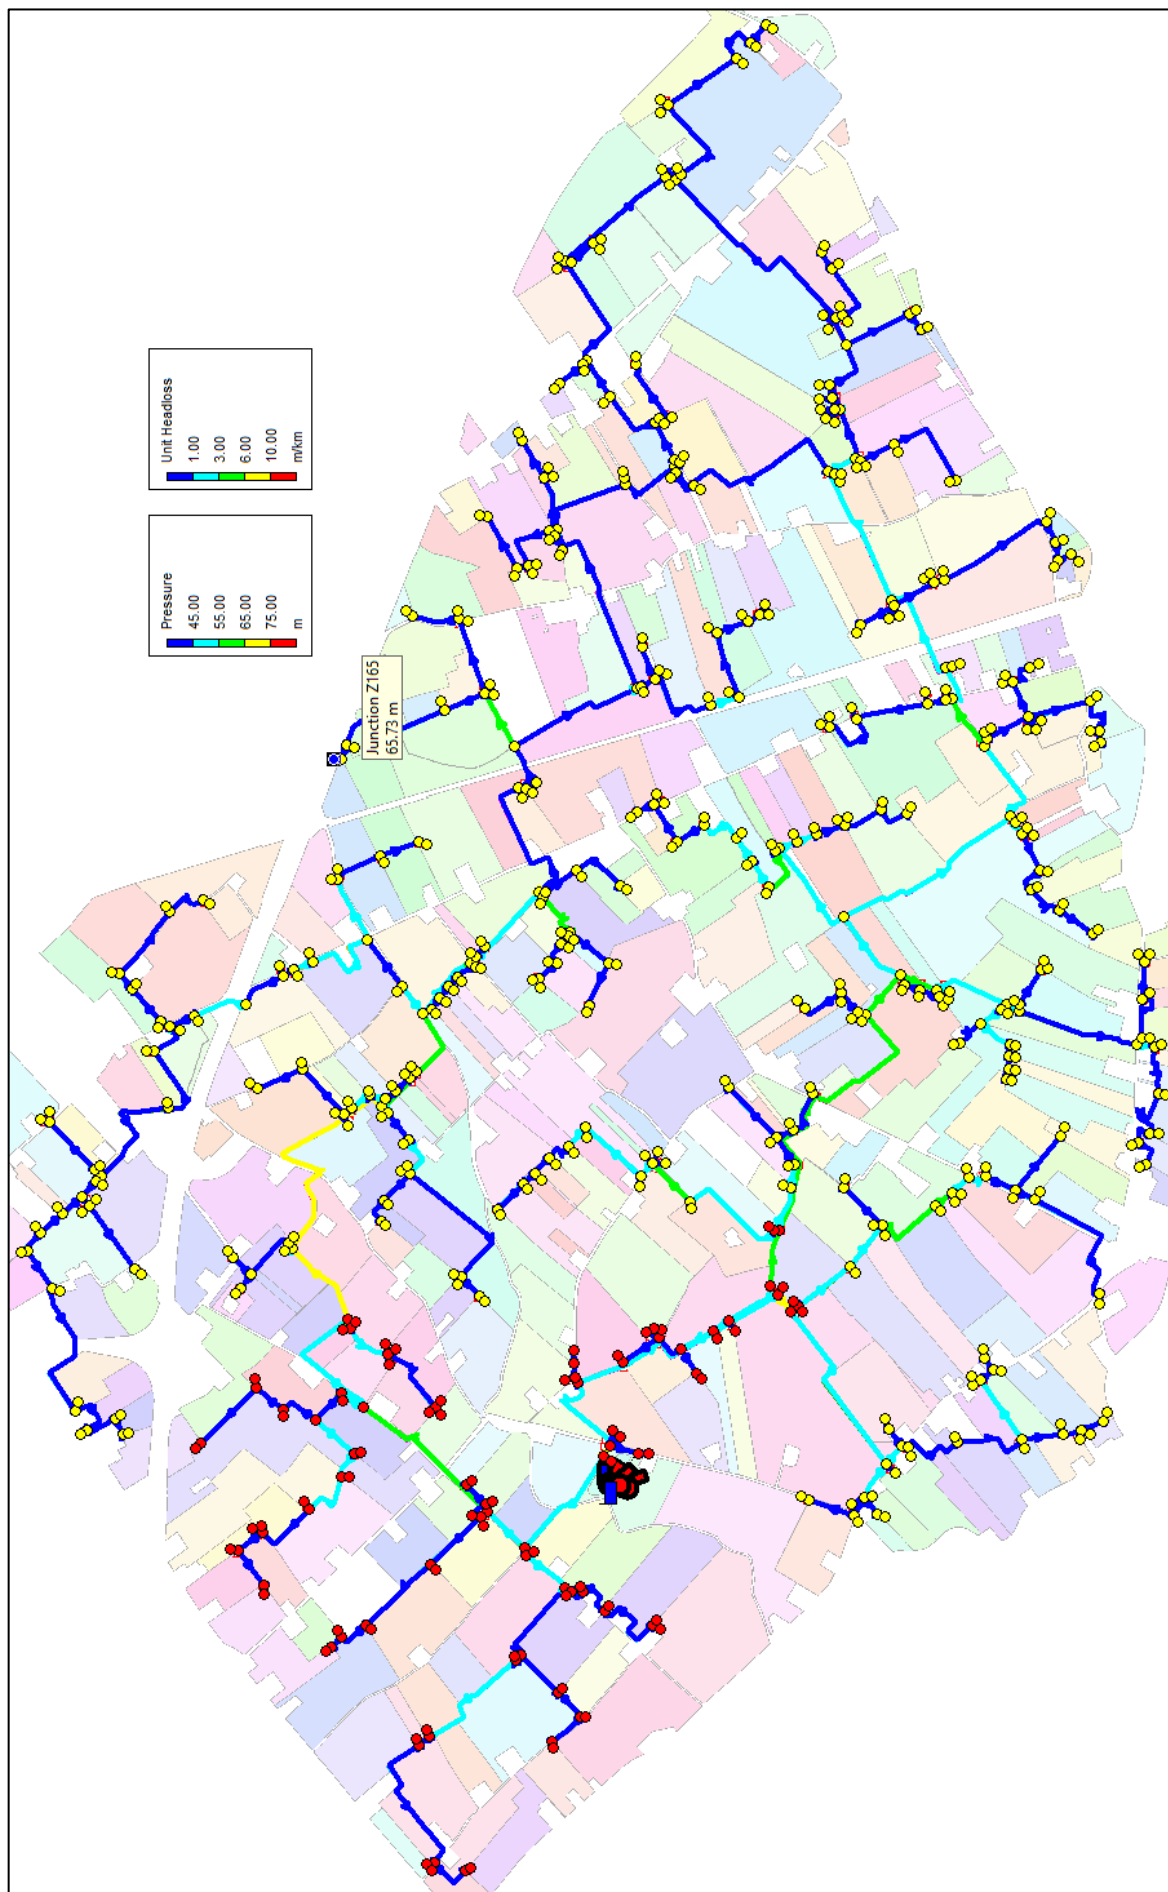 Unit Headloss
1.00
3.00
6.00
10.00
m/km
Pressure
45.00
55.00
65.00
75.00
m
Junction Z165
65.73 m